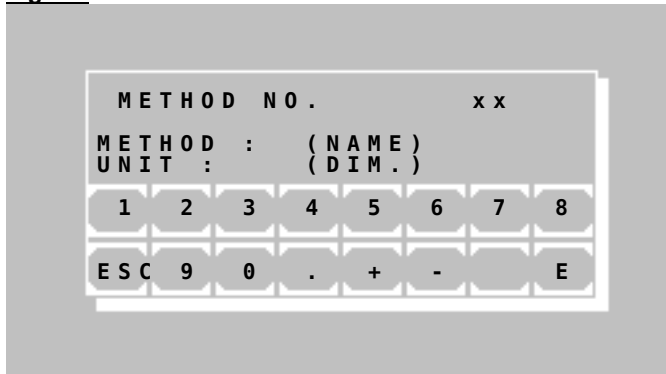 METHOD NO. xx
METHOD : (NAME)
UNIT : (DIM.)
1 2 3 4 5 6 7 8
ESC 9 0 . + - E